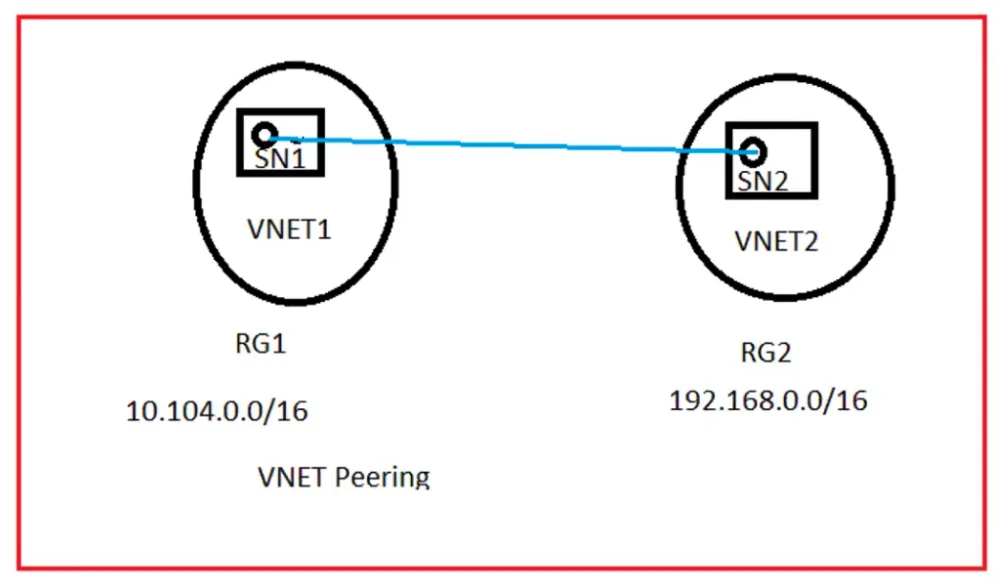 SN1
VNET1
RG1
10.104.0.0/16
SN2
VNET2
RG2
192.168.0.0/16
VNET Peering